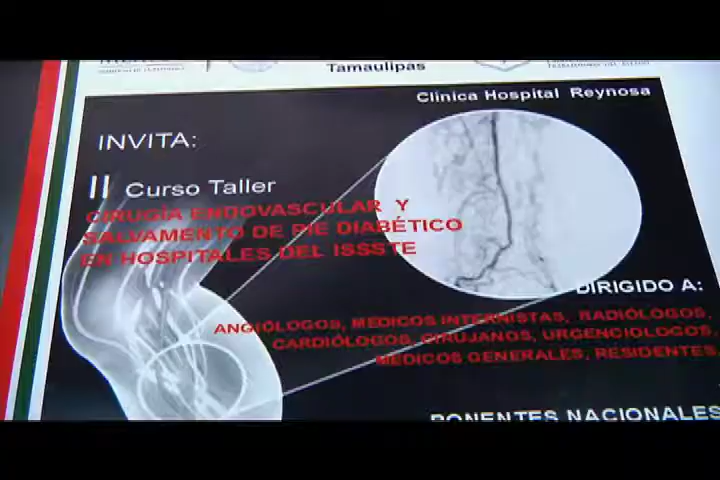 Tamaulipas
Clínica Hospital Reynosa
INVITA:
II Curso Taller
CIRUGÍA ENDOVASCULAR Y
SALVAMENTO DE PIE DIABÉTICO
EN HOSPITALES DEL ISSSTE
DIRIGIDO A:
ANGIÓLOGOS, MEDICOS INTERNISTAS, RADIÓLOGOS,
CARDIÓLOGOS, CIRUJANOS, URGENCIOLOGOS,
MEDICOS GENERALES, RESIDENTES,
PONENTES NACIONALES